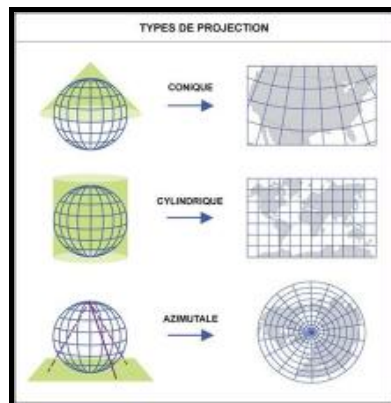 TYPES DE PROJECTION
CONIQUE
CYLINDRIQUE
AZIMUTALE